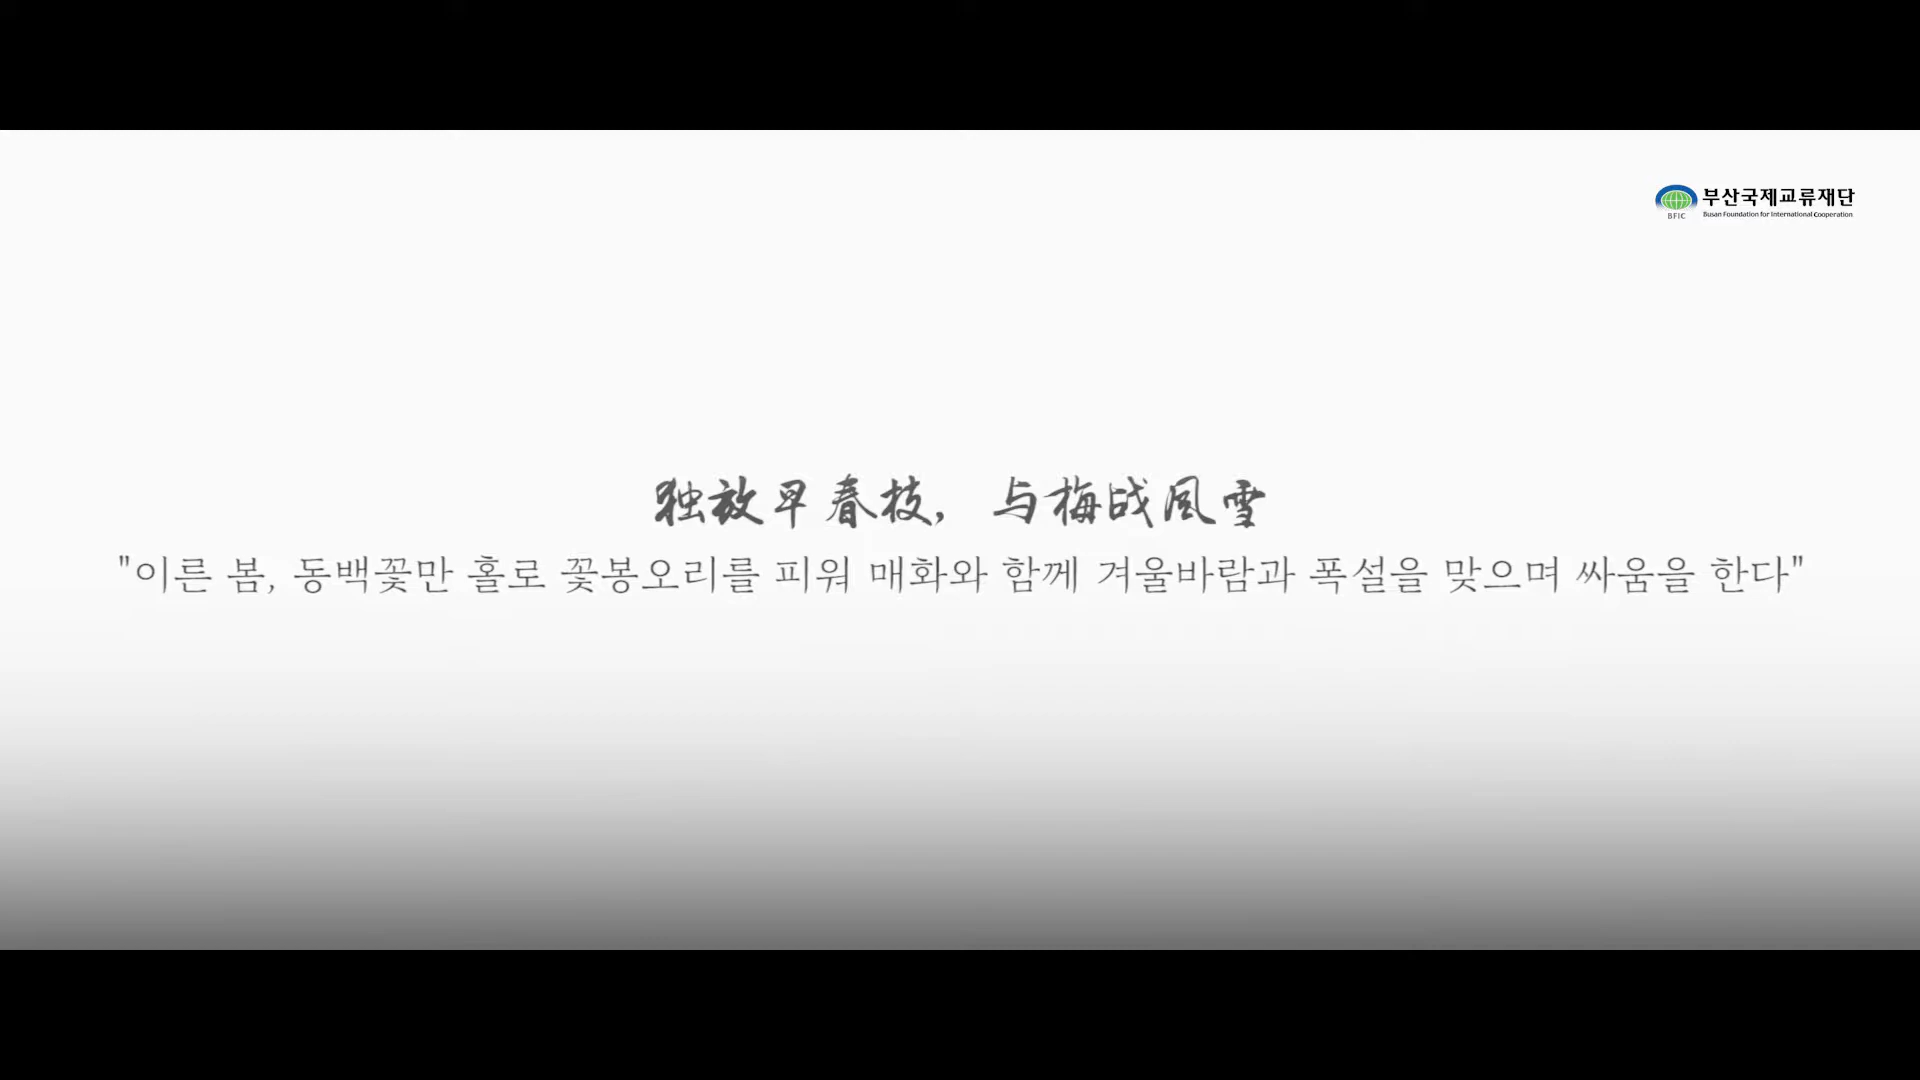 부산국제교류재단
BFIC
Busan Foundation for International Cooperation
独放早春枝，与梅战风雪
"이른 봄, 동백꽃만 홀로 꽃봉오리를 피워 매화와 함께 겨울바람과 폭설을 맞으며 싸움을 한다"